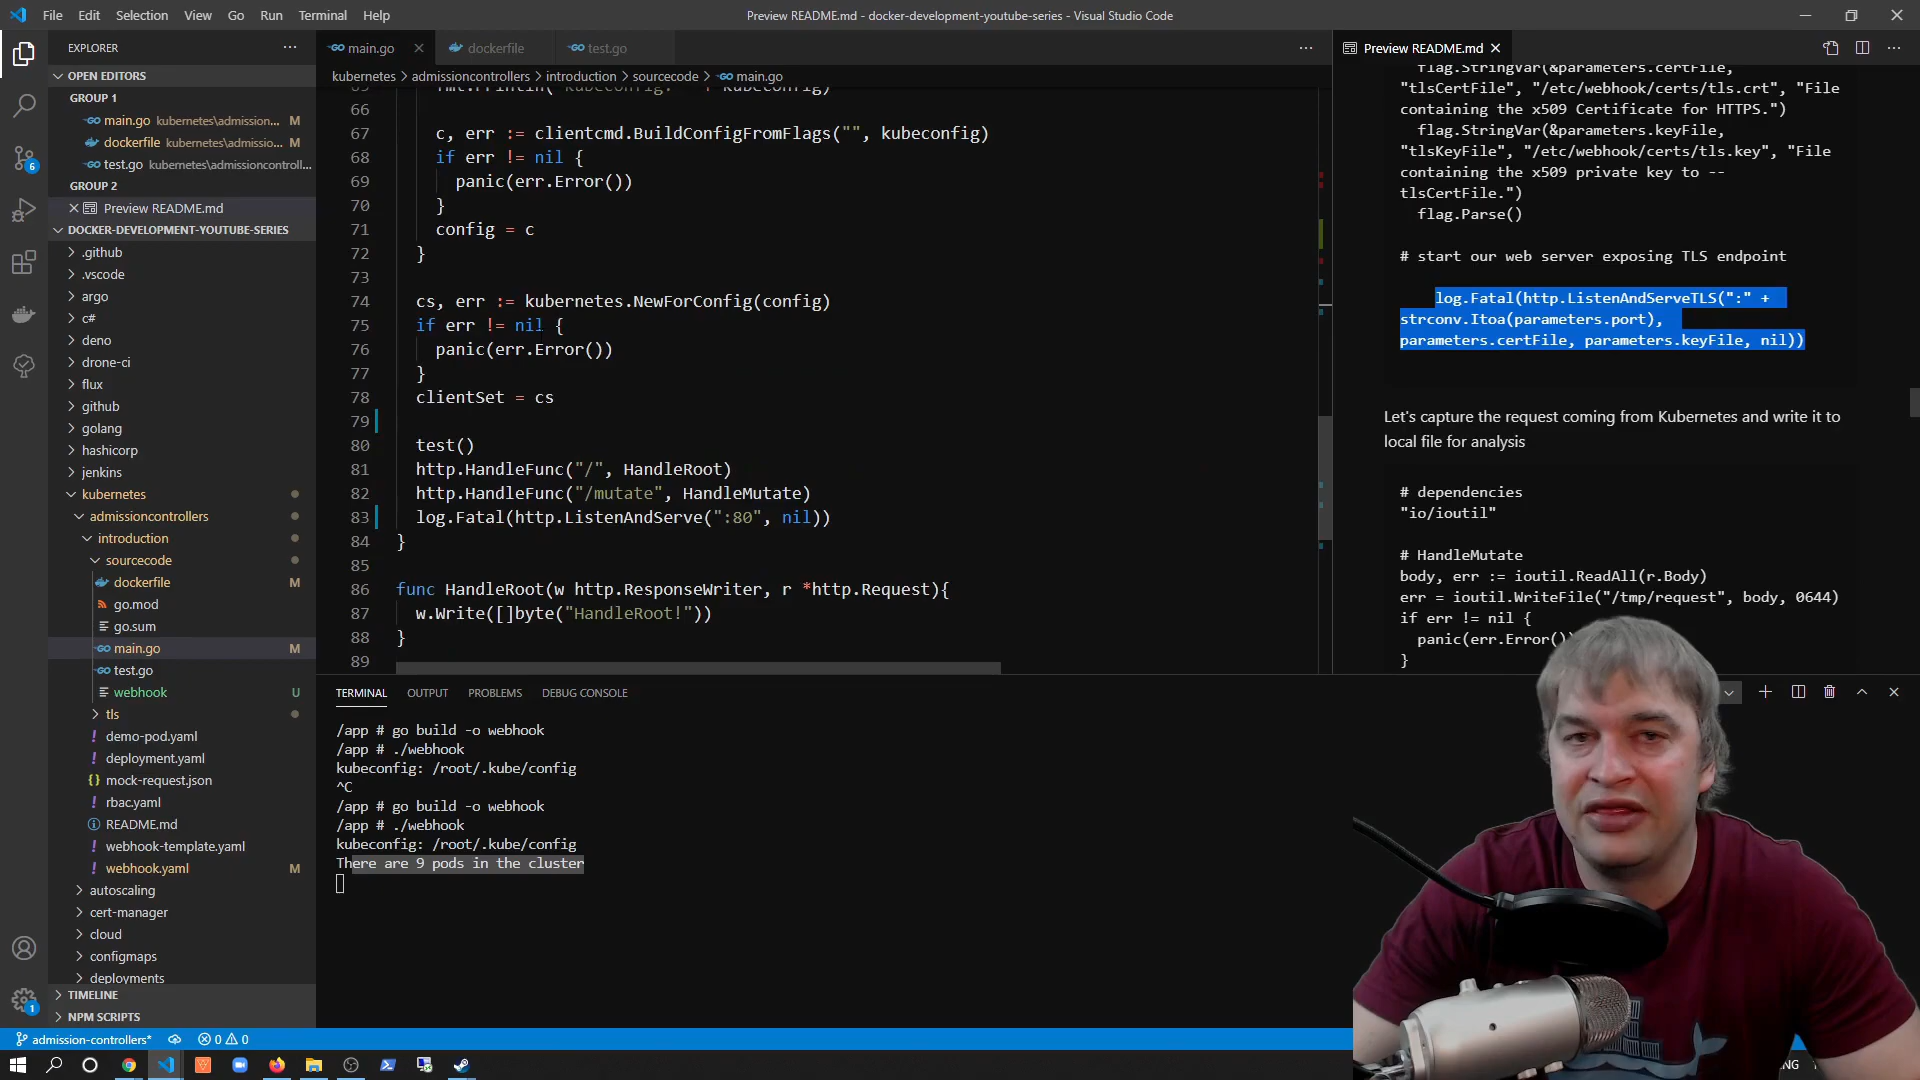 File Edit Selection View Go Run Terminal Help
Preview README.md - docker-development-youtube-series - Visual Studio Code
EXPLORER
OPEN EDITORS
GROUP 1
main.go kubernetes\admission... M
dockerfile kubernetes\admissio... M
test.go kubernetes\admissioncontroll...
GROUP 2
Preview README.md
DOCKER-DEVELOPMENT-YOUTUBE-SERIES
.github
.vscode
argo
c#
deno
drone-ci
flux
github
golang
hashicorp
jenkins
kubernetes
admissioncontrollers
introduction
sourcecode
dockerfile M
go.mod
go.sum
main.go M
test.go
webhook U
tls
demo-pod.yaml
deployment.yaml
mock-request.json
rbac.yaml
README.md
webhook-template.yaml
webhook.yaml M
autoscaling
cert-manager
cloud
configmaps
deployments
TIMELINE
NPM SCRIPTS
6
1
main.go
dockerfile
test.go
kubernetes > admissioncontrollers > introduction > sourcecode > main.go
66
67 c, err := clientcmd.BuildConfigFromFlags("", kubeconfig)
68 if err != nil {
69 panic(err.Error())
70 }
71 config = c
72 }
73
74 cs, err := kubernetes.NewForConfig(config)
75 if err != nil {
76 panic(err.Error())
77 }
78 clientSet = cs
79
80 test()
81 http.HandleFunc("/", HandleRoot)
82 http.HandleFunc("/mutate", HandleMutate)
83 log.Fatal(http.ListenAndServe(":80", nil))
84 }
85
86 func HandleRoot(w http.ResponseWriter, r *http.Request){
87 w.Write([]byte("HandleRoot!"))
88 }
89
Preview README.md
flag.StringVar(&parameters.certFile,
"tlsCertFile", "/etc/webhook/certs/tls.crt", "File
containing the x509 Certificate for HTTPS.")
flag.StringVar(&parameters.keyFile,
"tlsKeyFile", "/etc/webhook/certs/tls.key", "File
containing the x509 private key to --
tlsCertFile.")
flag.Parse()
# start our web server exposing TLS endpoint
log.Fatal(http.ListenAndServeTLS(":" +
strconv.Itoa(parameters.port),
parameters.certFile, parameters.keyFile, nil))
Let's capture the request coming from Kubernetes and write it to
local file for analysis
# dependencies
"io/ioutil"
# HandleMutate
body, err := ioutil.ReadAll(r.Body)
err = ioutil.WriteFile("/tmp/request", body, 0644)
if err != nil {
panic(err.Error()
}
TERMINAL OUTPUT PROBLEMS DEBUG CONSOLE
/app # go build -o webhook
/app # ./webhook
kubeconfig: /root/.kube/config
^C
/app # go build -o webhook
/app # ./webhook
kubeconfig: /root/.kube/config
There are 9 pods in the cluster
admission-controllers* 0 0